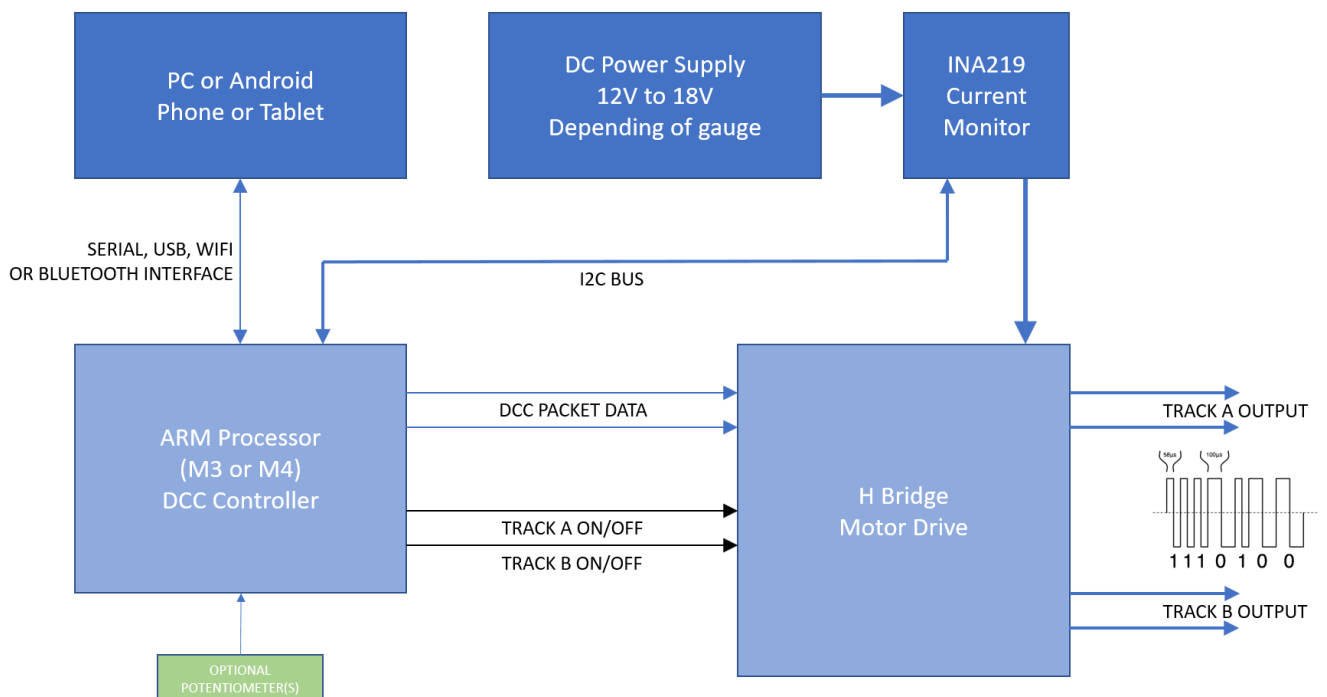 PC or Android
Phone or Tablet
DC Power Supply
12V to 18V
Depending of gauge
INA219
Current
Monitor
SERIAL, USB, WIFI
OR BLUETOOTH INTERFACE
I2C BUS
ARM Processor
(M3 or M4)
DCC Controller
DCC PACKET DATA
TRACK A ON/OFF
TRACK B ON/OFF
H Bridge
Motor Drive
TRACK A OUTPUT
58µs 100µs
1 1 1 0 1 0 0
TRACK B OUTPUT
OPTIONAL
POTENTIOMETER(S)